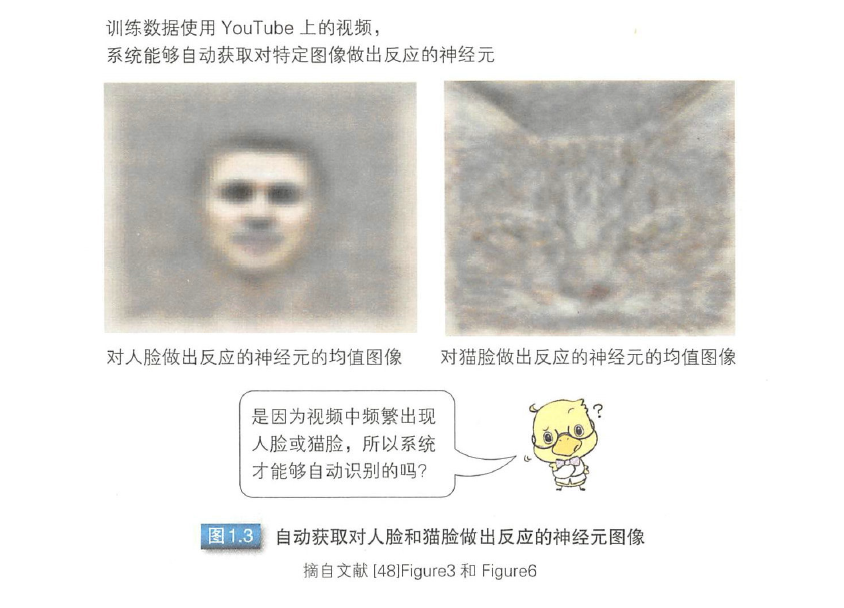 训练数据使用 YouTube 上的视频，
系统能够自动获取对特定图像做出反应的神经元
对人脸做出反应的神经元的均值图像
对猫脸做出反应的神经元的均值图像
是因为视频中频繁出现
人脸或猫脸，所以系统
才能够自动识别的吗？
?
图1.3 自动获取对人脸和猫脸做出反应的神经元图像
摘自文献 [48]Figure3 和 Figure6